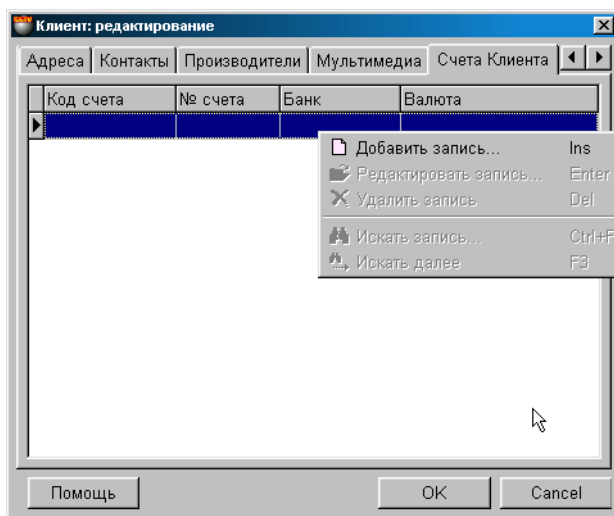 Клиент: редактирование
Адреса Контакты Производители Мультимедиа Счета Клиента
Код счета № счета Банк Валюта
Добавить запись... Ins
Редактировать запись... Enter
Удалить запись Del
Искать запись... Ctrl+F
Искать далее F3
Помощь OK Cancel